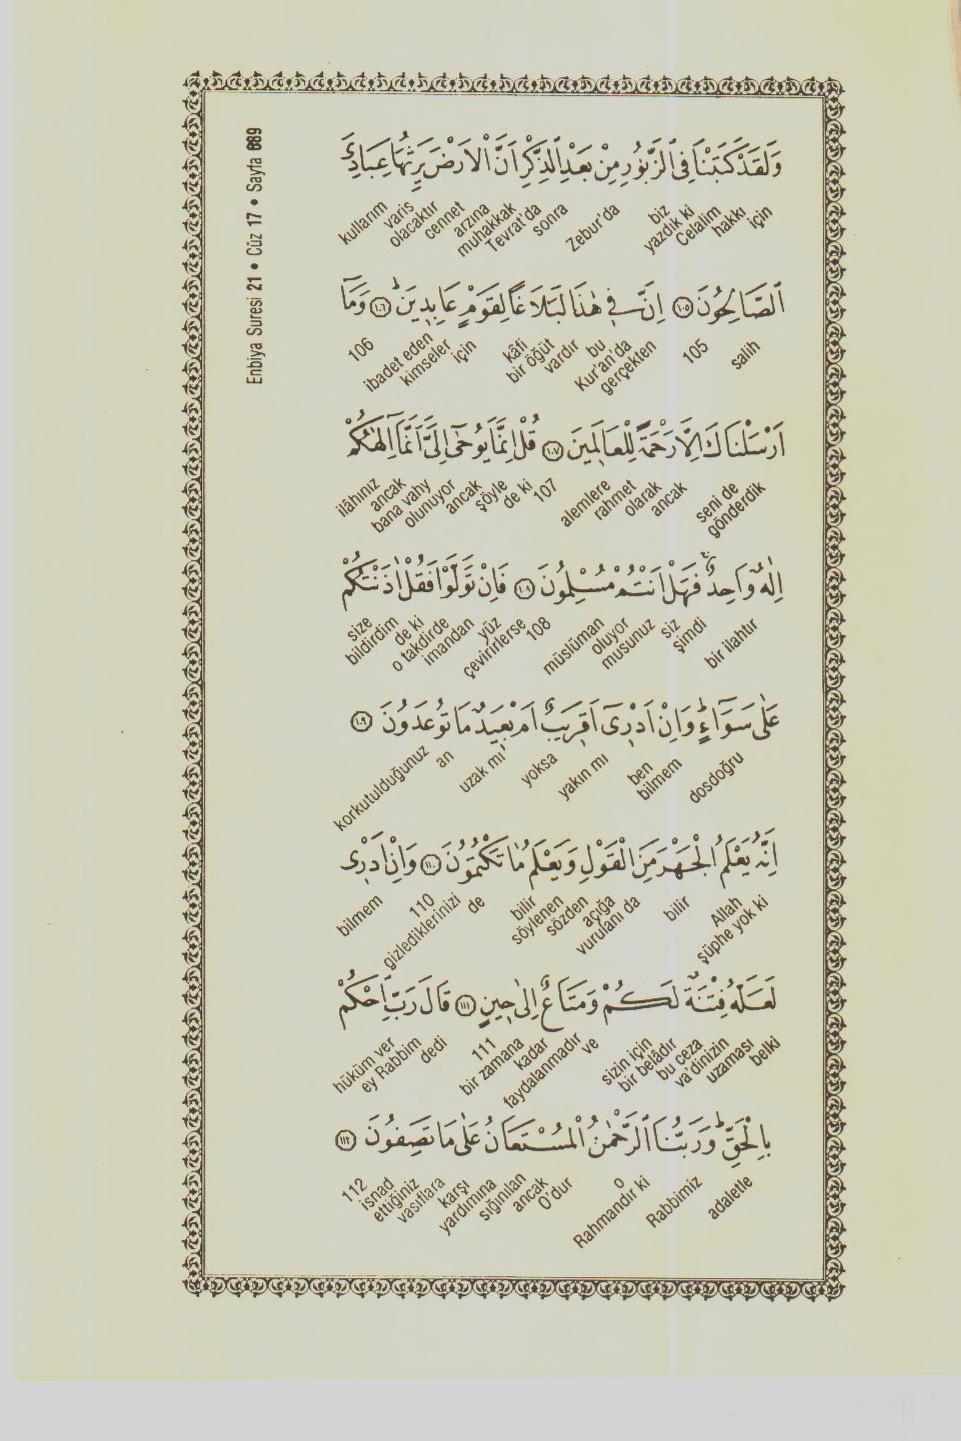 Enbiya Suresi 21 • Cüz 17 • Sayfa 689
وَلَقَدْ كَتَبْنَا فِى الزَّبُورِ مِنْ بَعْدِ الذِّكْرِ اَنَّ الْاَرْضَ يَرِثُهَا عِبَادِىَ
için hakkı Celalim yazdık ki biz Zebur'da sonra Tevrat'da muhakkak arzına cennet olacaktır varis kullarım
الصَّالِحُونَ ﴿١٠٥﴾ اِنَّ فِى هٰذَا لَبَلَاغًا لِقَوْمٍ عَابِدِينَ ﴿١٠٦﴾ وَمَٓا
salih 105 gerçekten Kur'an'da bu vardır bir öğüt kâfi için kimseler ibadet eden 106
اَرْسَلْنَاكَ اِلَّا رَحْمَةً لِلْعَالَمِينَ ﴿١٠٧﴾ قُلْ اِنَّمَا يُوحٰٓى اِلَىَّ اَنَّمَٓا اِلٰهُكُمْ
gönderdik seni de ancak olarak rahmet alemlere 107 de ki şöyle ancak olunuyor bana vahy ancak ilâhınız
اِلٰهٌ وَاحِدٌ فَهَلْ اَنْتُمْ مُسْلِمُونَ ﴿١٠٨﴾ فَاِنْ تَوَلَّوْا فَقُلْ اٰذَنْتُكُمْ
bir ilahtır şimdi siz musunuz oluyor müslüman 108 çevirirlerse yüz imandan o takdirde de ki bildirdim size
عَلٰى سَوَٓاءٍ وَاِنْ اَدْرِٓى اَقَرِيبٌ اَمْ بَعِيدٌ مَا تُوعَدُونَ ﴿١٠٩﴾
dosdoğru bilmem ben yakın mı yoksa uzak mı an korkutulduğunuz
اِنَّهُ يَعْلَمُ الْجَهْرَ مِنَ الْقَوْلِ وَيَعْلَمُ مَا تَكْتُمُونَ ﴿١١٠﴾ وَاِنْ اَدْرِى
şüphe yok ki Allah bilir vurulanı da açığa sözden söylenen bilir de gizlediklerinizi 110 bilmem
لَعَلَّهُ فِتْنَةٌ لَكُمْ وَمَتَاعٌ اِلٰى حِينٍ ﴿١١١﴾ قَالَ رَبِّ احْكُمْ
belki uzaması va'dinizin bu ceza bir belâdır sizin için ve faydalanmadır kadar bir zamana 111 dedi ey Rabbim hüküm ver
بِالْحَقِّ وَرَبُّنَا الرَّحْمٰنُ الْمُسْتَعَانُ عَلٰى مَا تَصِفُونَ ﴿١١٢﴾
adaletle Rabbimiz Rahmandır ki o O'dur ancak sığınılan yardımına karşı vasıflara ettiğiniz isnad 112